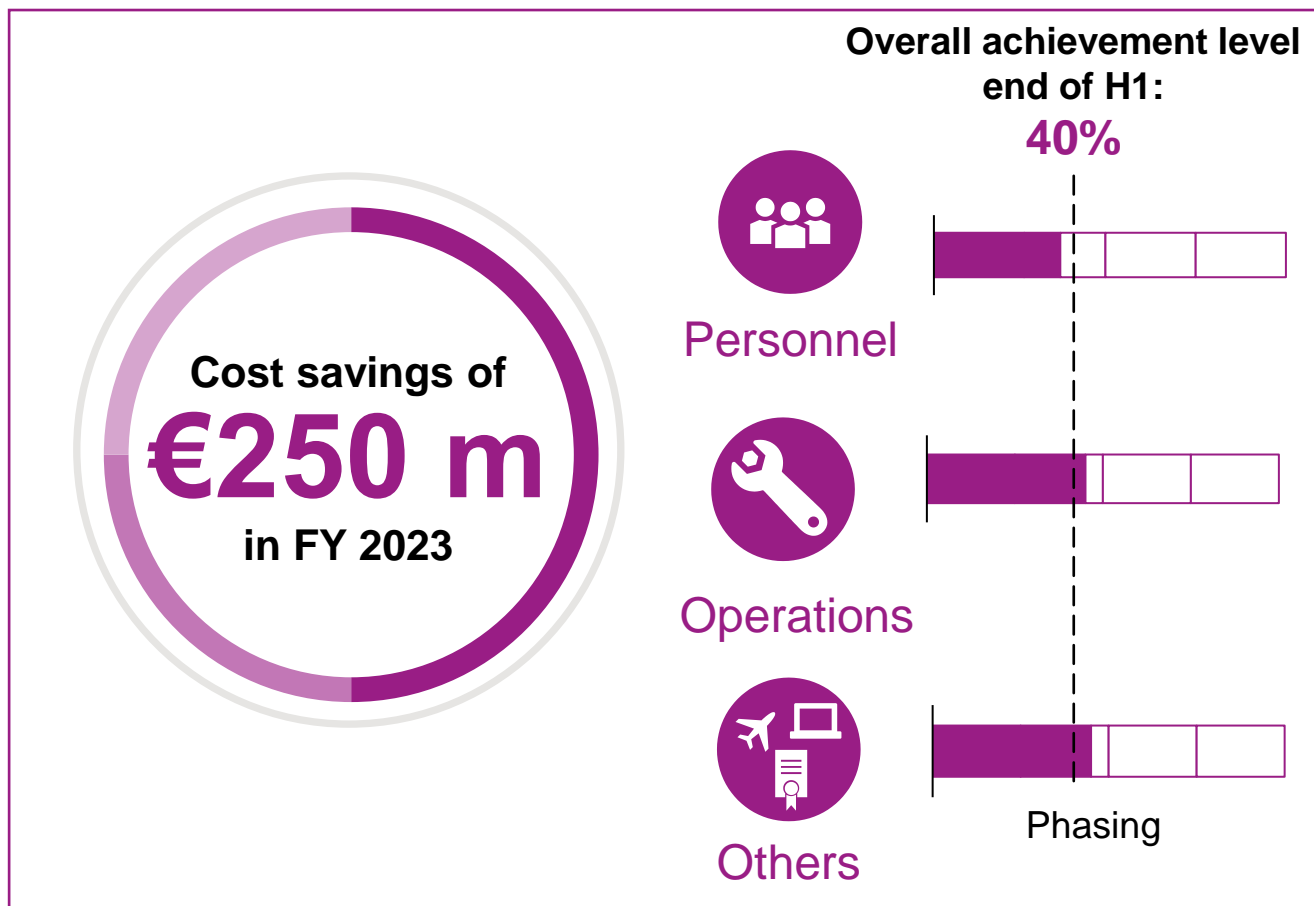 Cost savings of
€250 m
in FY 2023
Overall achievement level
end of H1:
40%
Personnel
Operations
Others
Phasing